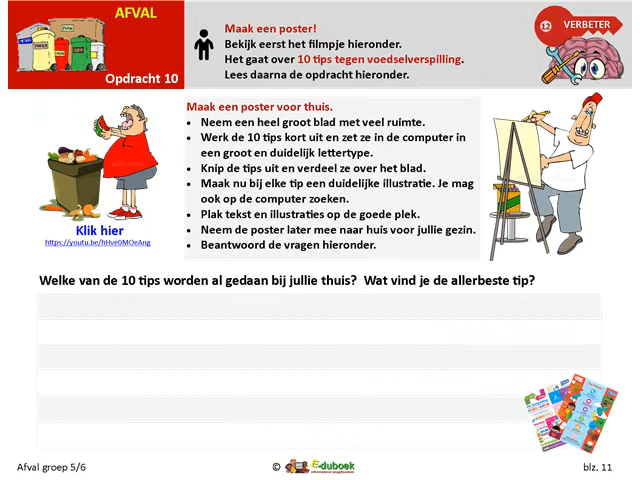 AFVAL
Opdracht 10
Maak een poster!
Bekijk eerst het filmpje hieronder.
Het gaat over 10 tips tegen voedselverspilling.
Lees daarna de opdracht hieronder.
12
VERBETER
Maak een poster voor thuis.
• Neem een heel groot blad met veel ruimte.
• Werk de 10 tips kort uit en zet ze in de computer in
een groot en duidelijk lettertype.
• Knip de tips uit en verdeel ze over het blad.
• Maak nu bij elke tip een duidelijke illustratie. Je mag
ook op de computer zoeken.
• Plak tekst en illustraties op de goede plek.
• Neem de poster later mee naar huis voor jullie gezin.
• Beantwoord de vragen hieronder.
Klik hier
https://youtu.be/hHve0MOeAng
Welke van de 10 tips worden al gedaan bij jullie thuis? Wat vind je de allerbeste tip?
Afval groep 5/6
© E-duboek
blz. 11